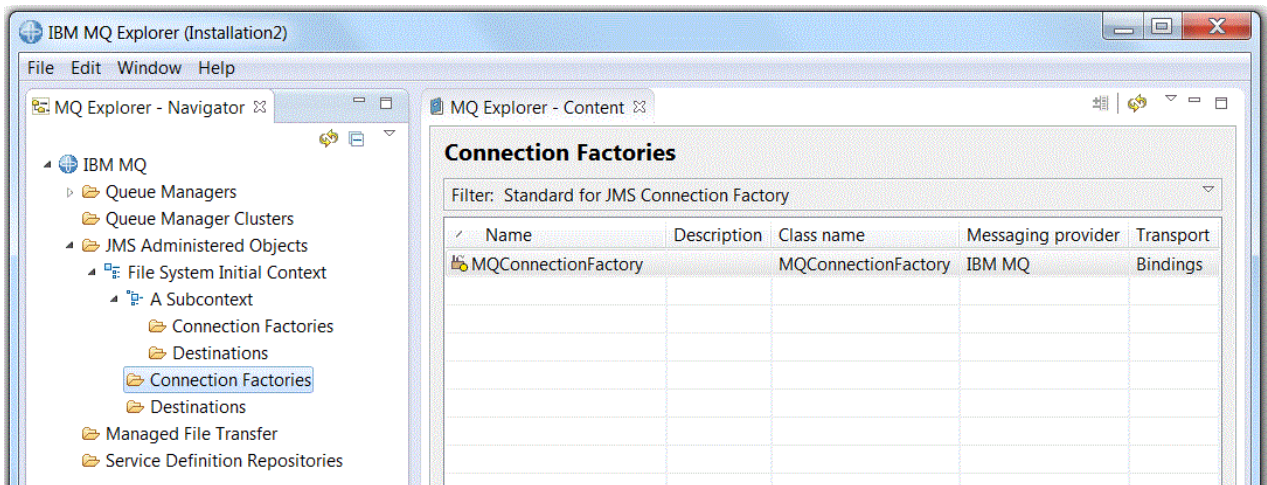 IBM MQ Explorer (Installation2)
File Edit Window Help
MQ Explorer - Navigator
IBM MQ
Queue Managers
Queue Manager Clusters
JMS Administered Objects
File System Initial Context
A Subcontext
Connection Factories
Destinations
Connection Factories
Destinations
Managed File Transfer
Service Definition Repositories
MQ Explorer - Content
Connection Factories
Filter: Standard for JMS Connection Factory
Name Description Class name Messaging provider Transport
MQConnectionFactory MQConnectionFactory IBM MQ Bindings